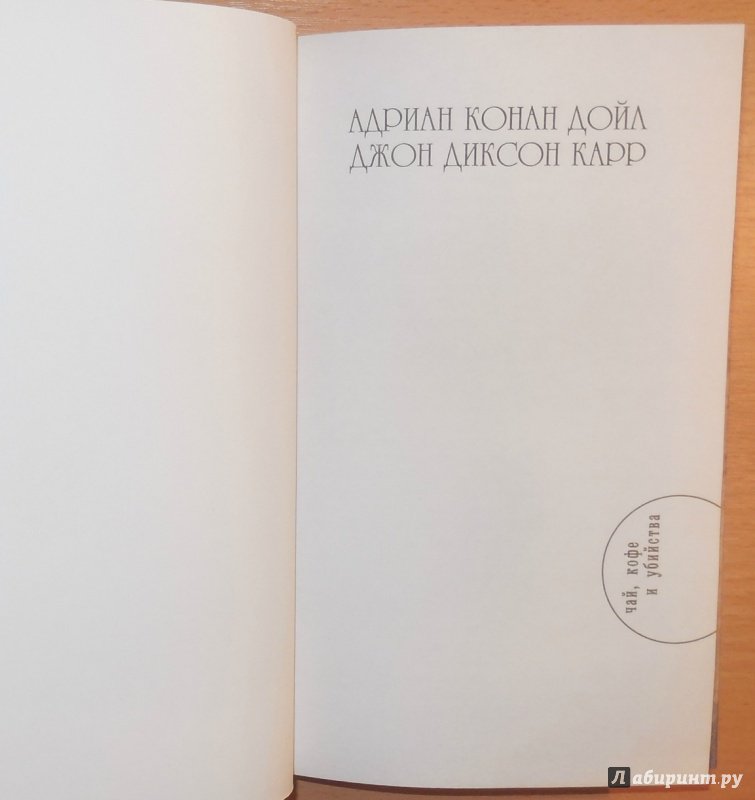 АДРИАН КОНАН ДОЙЛ
ДЖОН ДИКСОН КАРР
чай, кофе
и убийства
Лабиринт.ру